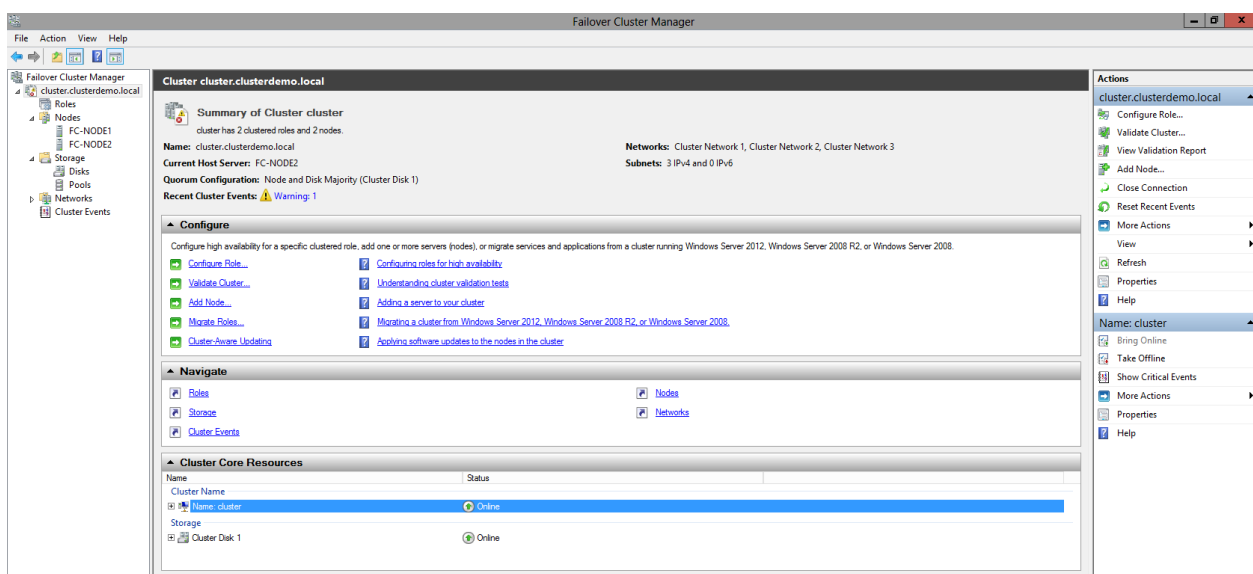 Failover Cluster Manager
File Action View Help
Failover Cluster Manager
cluster.clusterdemo.local
Roles
Nodes
FC-NODE1
FC-NODE2
Storage
Disks
Pools
Networks
Cluster Events
Cluster cluster.clusterdemo.local
Summary of Cluster cluster
cluster has 2 clustered roles and 2 nodes.
Name: cluster.clusterdemo.local
Networks: Cluster Network 1, Cluster Network 2, Cluster Network 3
Current Host Server: FC-NODE2
Subnets: 3 IPv4 and 0 IPv6
Quorum Configuration: Node and Disk Majority (Cluster Disk 1)
Recent Cluster Events: Warning: 1
Configure
Configure high availability for a specific clustered role, add one or more servers (nodes), or migrate services and applications from a cluster running Windows Server 2012, Windows Server 2008 R2, or Windows Server 2008.
Configure Role...
Configuring roles for high availability
Validate Cluster...
Understanding cluster validation tests
Add Node...
Adding a server to your cluster
Migrate Roles...
Migrating a cluster from Windows Server 2012, Windows Server 2008 R2, or Windows Server 2008.
Cluster-Aware Updating
Applying software updates to the nodes in the cluster
Navigate
Roles
Nodes
Storage
Networks
Cluster Events
Cluster Core Resources
Name Status
Cluster Name
Name: cluster Online
Storage
Cluster Disk 1 Online
Actions
cluster.clusterdemo.local
Configure Role...
Validate Cluster...
View Validation Report
Add Node...
Close Connection
Reset Recent Events
More Actions
View
Refresh
Properties
Help
Name: cluster
Bring Online
Take Offline
Show Critical Events
More Actions
Properties
Help